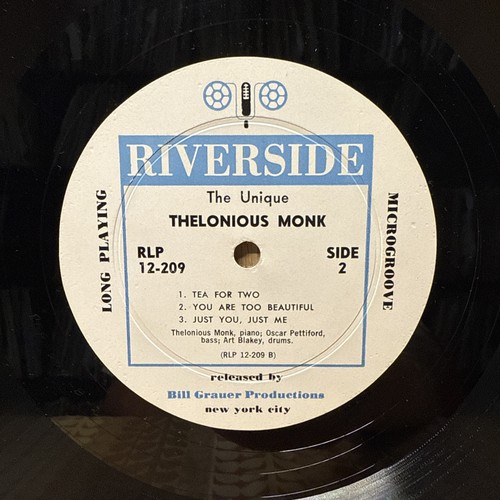 RIVERSIDE
The Unique
THELONIOUS MONK
LONG PLAYING
MICROGROOVE
RLP
12-209
SIDE
2
1. TEA FOR TWO
2. YOU ARE TOO BEAUTIFUL
3. JUST YOU, JUST ME
Thelonious Monk, piano; Oscar Pettiford,
bass; Art Blakey, drums.
(RLP 12-209 B)
released by
Bill Grauer Productions
new york city